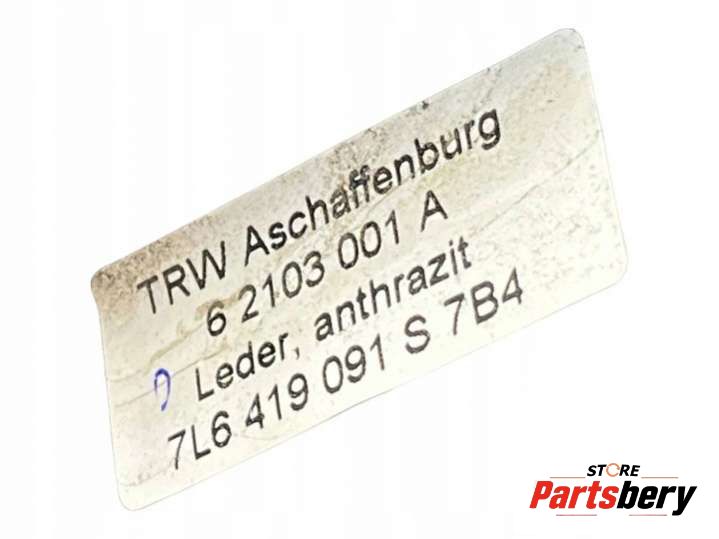 TRW Aschaffenburg
6 2103 001 A
Leder, anthrazit
7L6 419 091 S 7B4
STORE
Partsbery